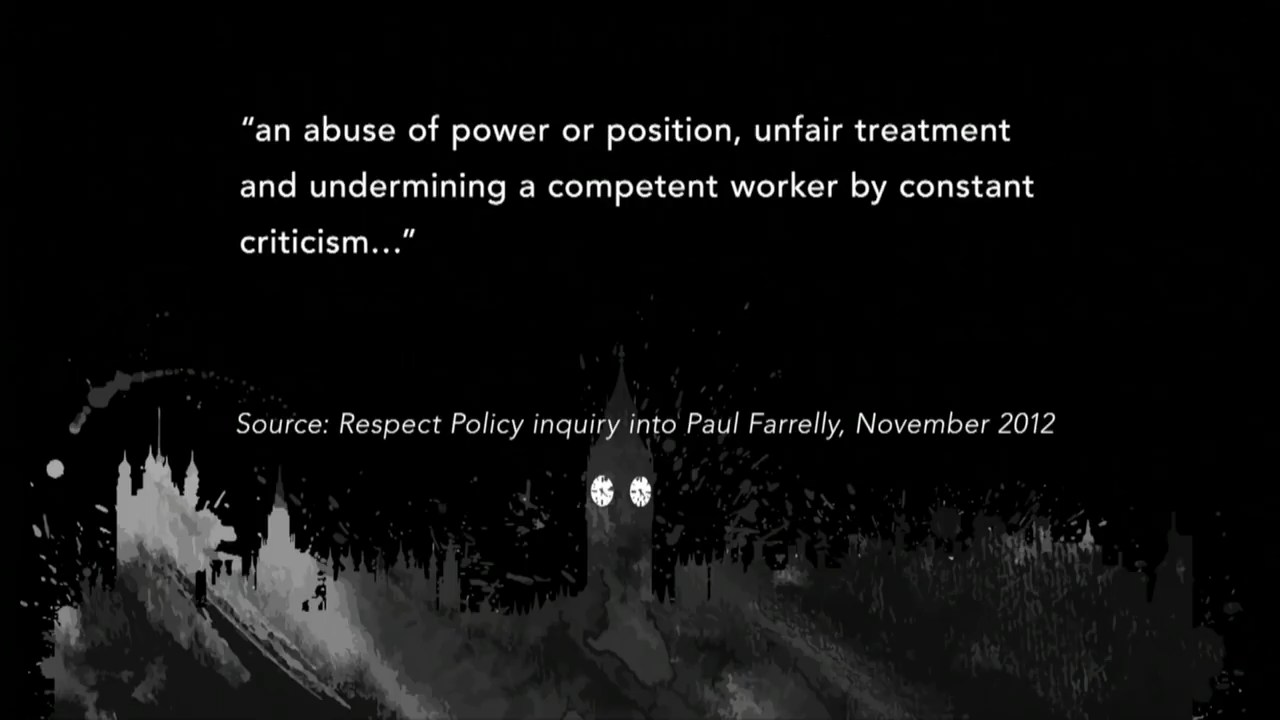 “an abuse of power or position, unfair treatment
and undermining a competent worker by constant
criticism...”
Source: Respect Policy inquiry into Paul Farrelly, November 2012